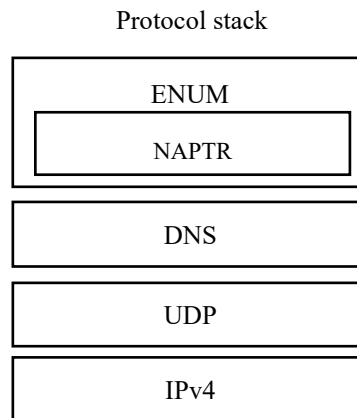 Protocol stack
ENUM
NAPTR
DNS
UDP
IPv4